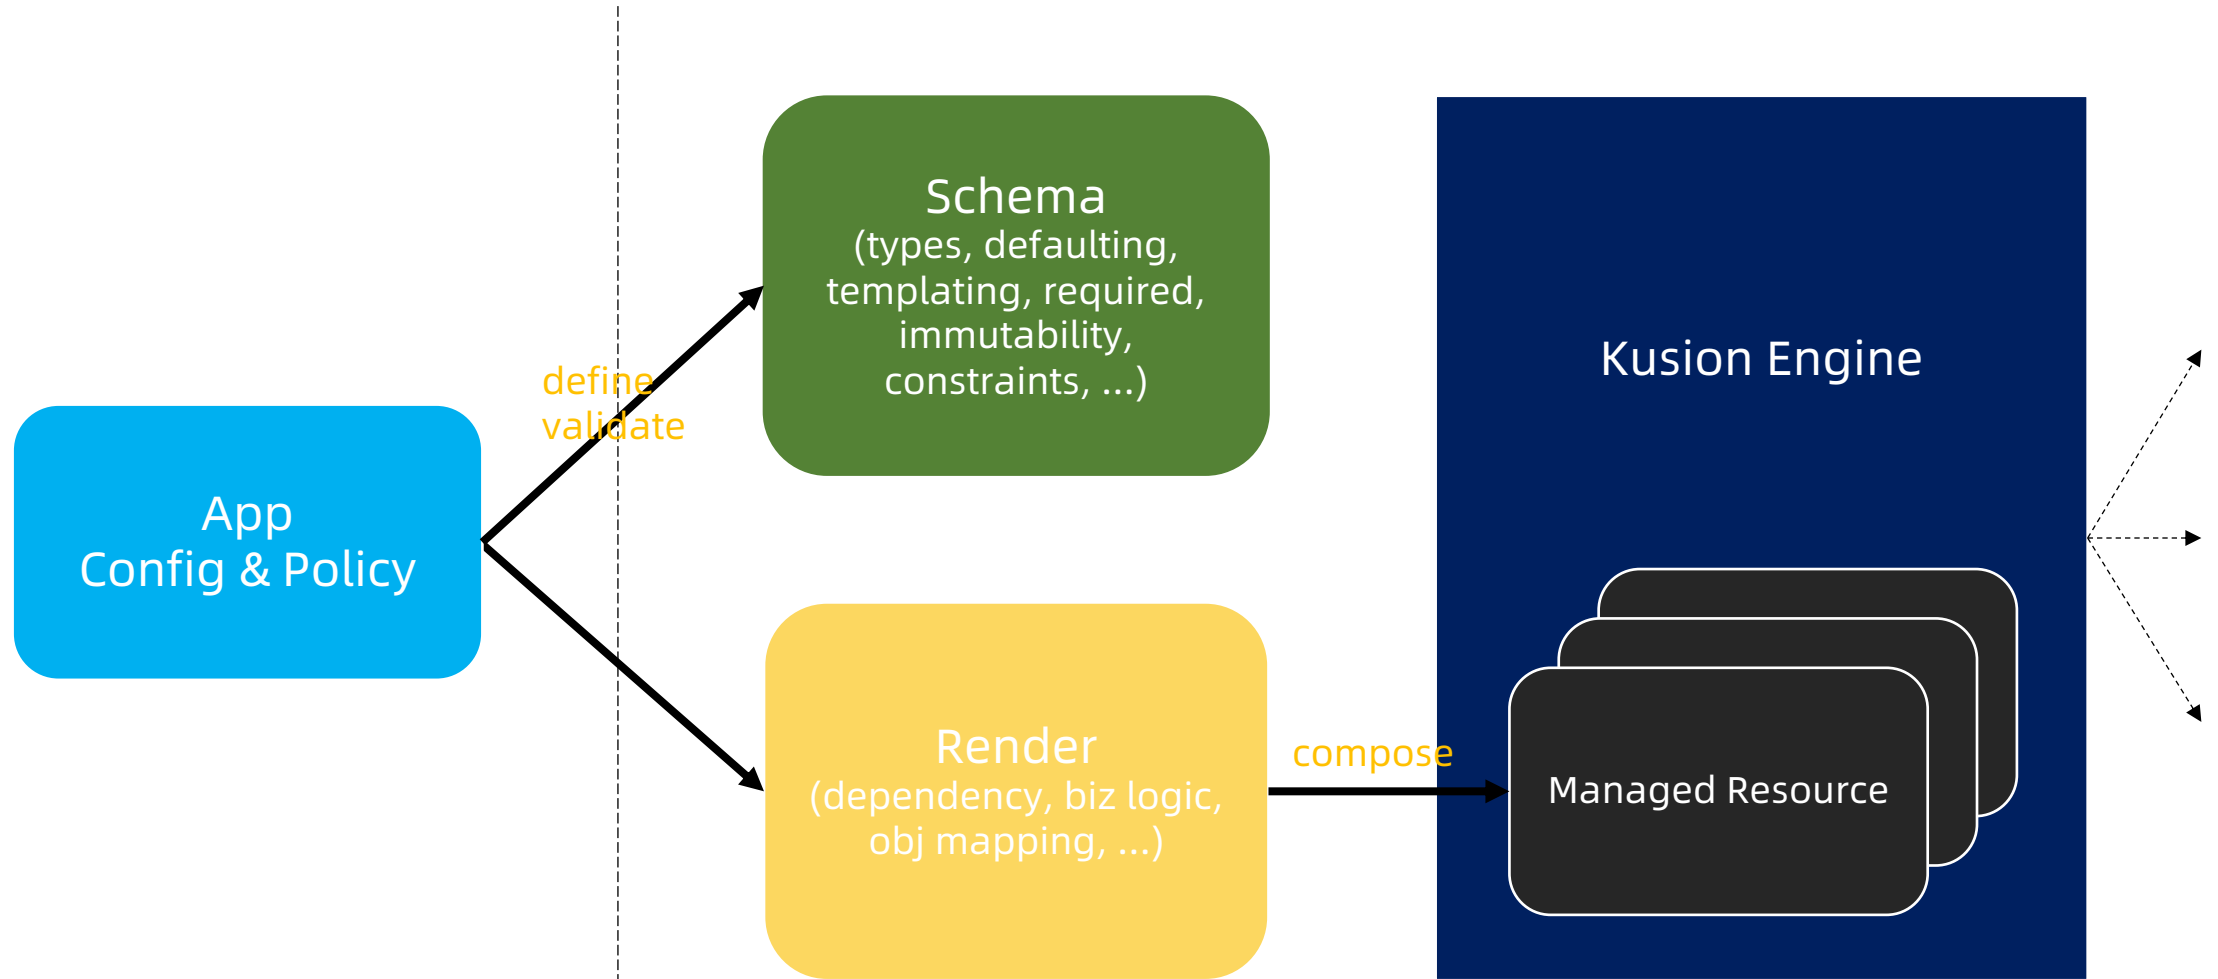 App
Config & Policy
define
validate
Schema
(types, defaulting,
templating, required,
immutability,
constraints, ...)
Render
(dependency, biz logic,
obj mapping, ...)
compose
Kusion Engine
Managed Resource